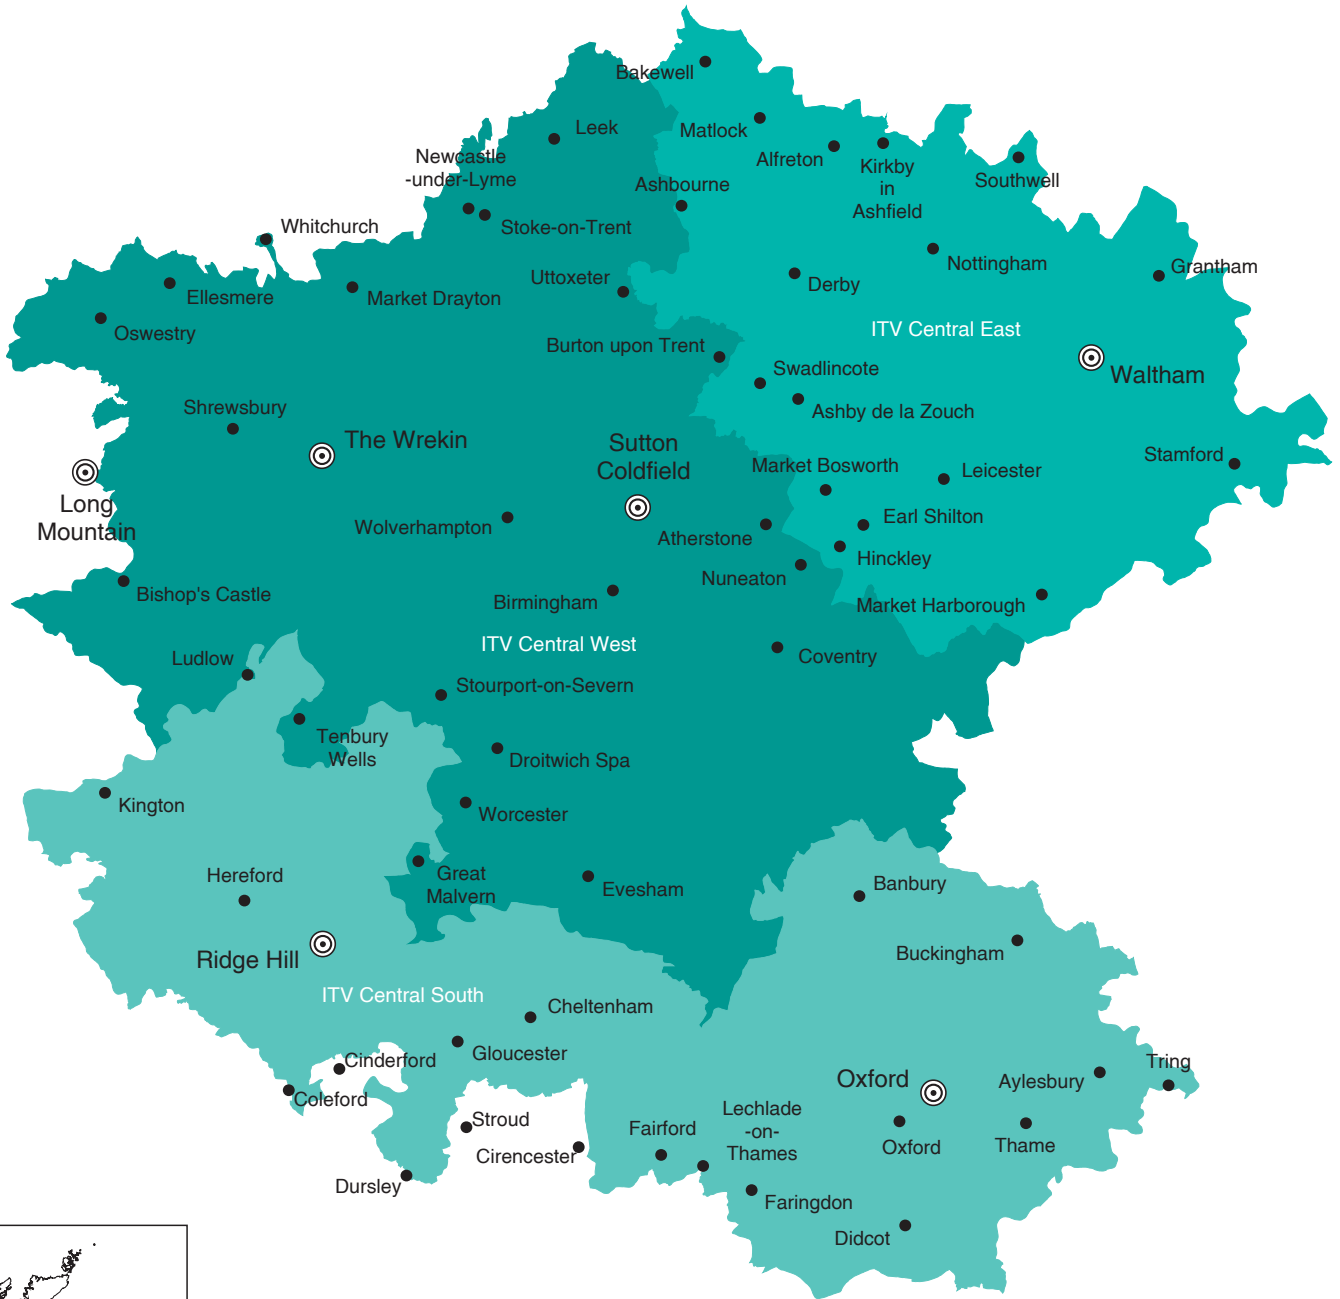 Bakewell
Leek
Matlock
Alfreton
Kirkby
in
Ashfield
Southwell
Newcastle
-under-Lyme
Ashbourne
Whitchurch
Stoke-on-Trent
Nottingham
Grantham
Uttoxeter
Derby
Ellesmere
Market Drayton
Oswestry
ITV Central East
Burton upon Trent
Swadlincote
Waltham
Shrewsbury
Ashby de la Zouch
The Wrekin
Sutton
Coldfield
Market Bosworth
Leicester
Stamford
Long
Mountain
Wolverhampton
Earl Shilton
Atherstone
Hinckley
Nuneaton
Bishop's Castle
Birmingham
Market Harborough
ITV Central West
Ludlow
Coventry
Stourport-on-Severn
Tenbury
Wells
Droitwich Spa
Kington
Worcester
Hereford
Great
Malvern
Evesham
Banbury
Buckingham
Ridge Hill
ITV Central South
Cheltenham
Cinderford
Gloucester
Tring
Oxford
Aylesbury
Coleford
Stroud
Fairford
Lechlade
-on-
Thames
Oxford
Thame
Cirencester
Dursley
Faringdon
Didcot